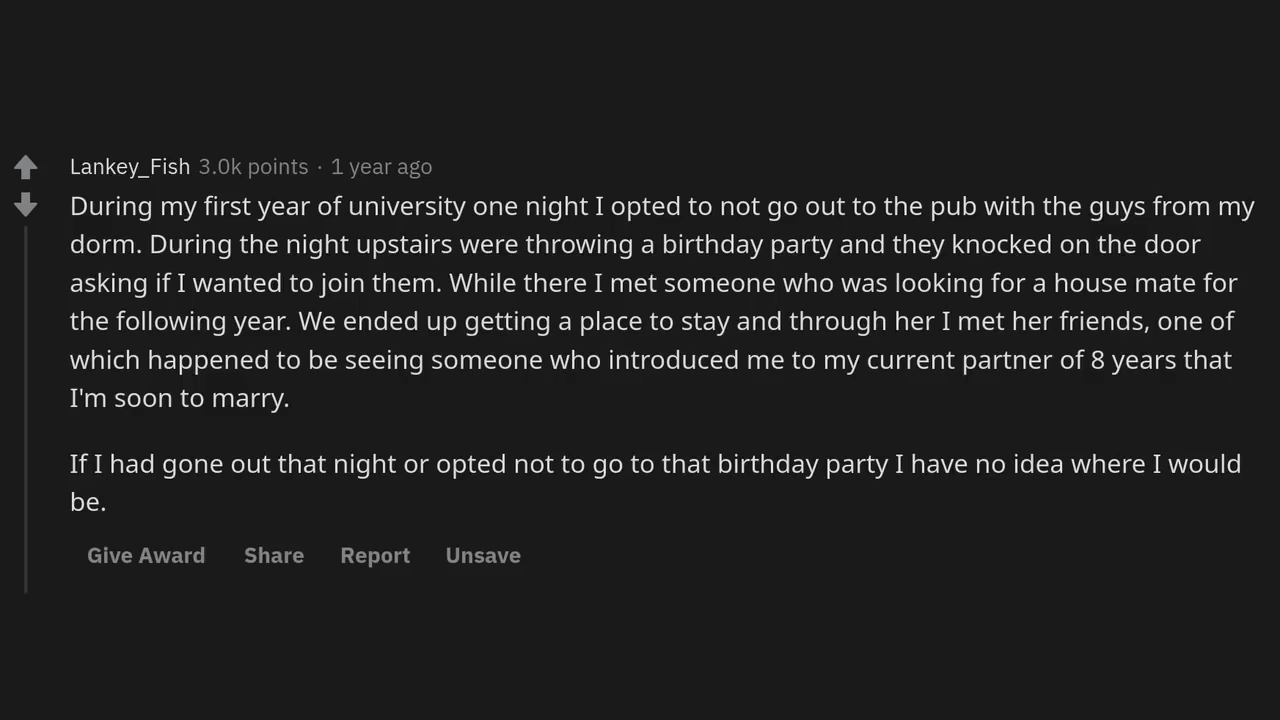 Lankey_Fish 3.0k points · 1 year ago
During my first year of university one night I opted to not go out to the pub with the guys from my
dorm. During the night upstairs were throwing a birthday party and they knocked on the door
asking if I wanted to join them. While there I met someone who was looking for a house mate for
the following year. We ended up getting a place to stay and through her I met her friends, one of
which happened to be seeing someone who introduced me to my current partner of 8 years that
I'm soon to marry.
If I had gone out that night or opted not to go to that birthday party I have no idea where I would
be.
Give Award Share Report Unsave